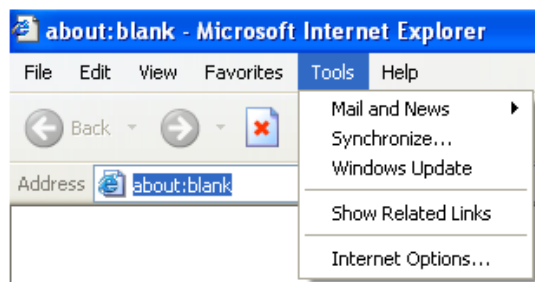 about:blank - Microsoft Internet Explorer
File Edit View Favorites Tools Help
Back
Address about:blank
Mail and News
Synchronize...
Windows Update
Show Related Links
Internet Options...